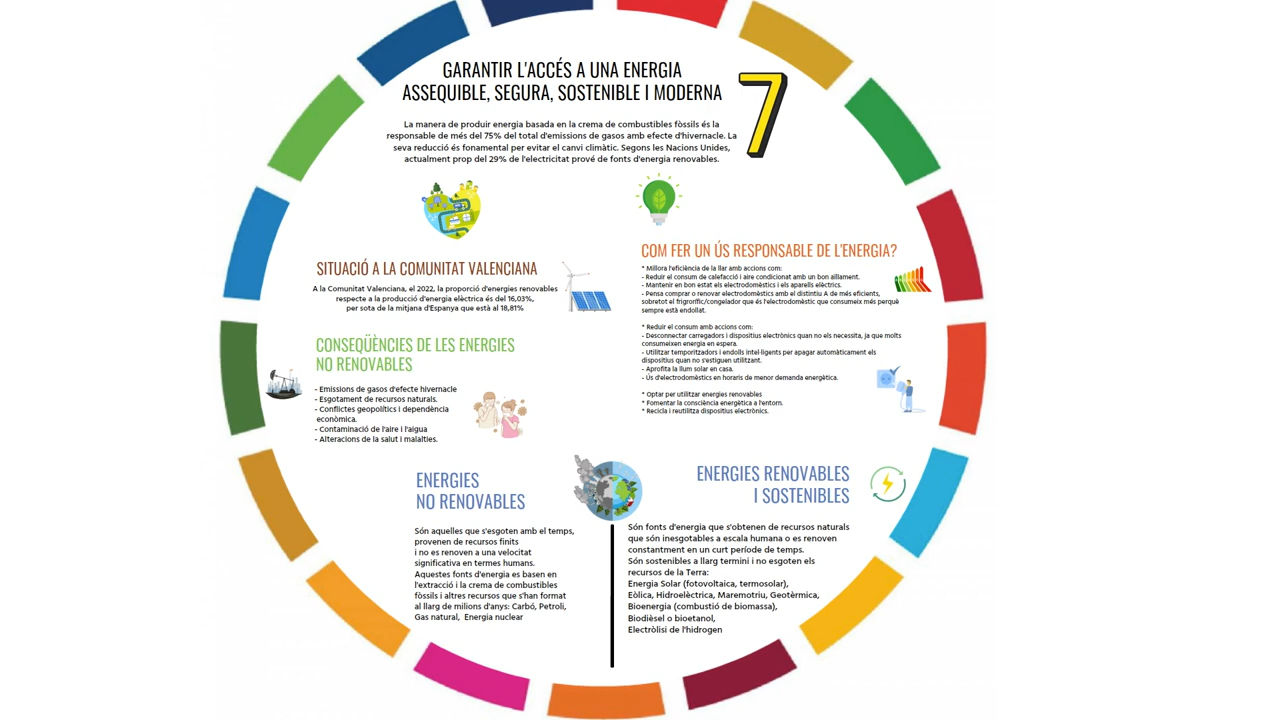 GARANTIR L'ACCÉS A UNA ENERGIA
ASSEQUIBLE, SEGURA, SOSTENIBLE I MODERNA
7
La manera de produir energia basada en la crema de combustibles fòssils és la
responsable de més del 75% del total d'emissions de gasos amb efecte d'hivernacle. La
seva reducció és fonamental per evitar el canvi climàtic. Segons les Nacions Unides,
actualment prop del 29% de l'electricitat prové de fonts d'energia renovables.
SITUACIÓ A LA COMUNITAT VALENCIANA
A la Comunitat Valenciana, el 2022, la proporció d'energies renovables
respecte a la producció d'energia elèctrica és del 16,03%,
per sota de la mitjana d'Espanya que està al 18,81%
CONSEQÜÈNCIES DE LES ENERGIES
NO RENOVABLES
- Emissions de gasos d'efecte hivernacle
- Esgotament de recursos naturals.
- Conflictes geopolítics i dependència
econòmica.
- Contaminació de l'aire i l'aigua
- Alteracions de la salut i malalties.
COM FER UN ÚS RESPONSABLE DE L'ENERGIA?
* Millora l'eficiència de la llar amb accions com:
- Reduir el consum de calefacció i aire condicionat amb un bon aïllament.
- Mantenir en bon estat els electrodomèstics i els aparells elèctrics.
- Pensa comprar o renovar electrodomèstics amb el distintiu A de més eficients,
sobretot el frigrorífic/congelador que és l'electrodomèstic que consumeix més perquè
sempre està endollat.
* Reduir el consum amb accions com:
- Desconnectar carregadors i dispositius electrònics quan no els necessita, ja que molts
consumeixen energia en espera.
- Utilitzar temporitzadors i endolls intel·ligents per apagar automàticament els
dispositius quan no s'estiguen utilitzant.
- Aprofita la llum solar en casa.
- Ús d'electrodomèstics en horaris de menor demanda energètica.
* Optar per utilitzar energies renovables
* Fomentar la consciència energètica a l'entorn.
* Recicla i reutilitza dispositius electrònics.
ENERGIES
NO RENOVABLES
Són aquelles que s'esgoten amb el temps,
provenen de recursos finits
i no es renoven a una velocitat
significativa en termes humans.
Aquestes fonts d'energia es basen en
l'extracció i la crema de combustibles
fòssils i altres recursos que s'han format
al llarg de milions d'anys: Carbó, Petroli,
Gas natural, Energia nuclear
ENERGIES RENOVABLES
I SOSTENIBLES
Són fonts d'energia que s'obtenen de recursos naturals
que són inesgotables a escala humana o es renoven
constantment en un curt període de temps.
Són sostenibles a llarg termini i no esgoten els
recursos de la Terra:
Energia Solar (fotovoltaica, termosolar),
Eòlica, Hidroelèctrica, Maremotriu, Geotèrmica,
Bioenergia (combustió de biomassa),
Biodièsel o bioetanol,
Electròlisi de l'hidrogen